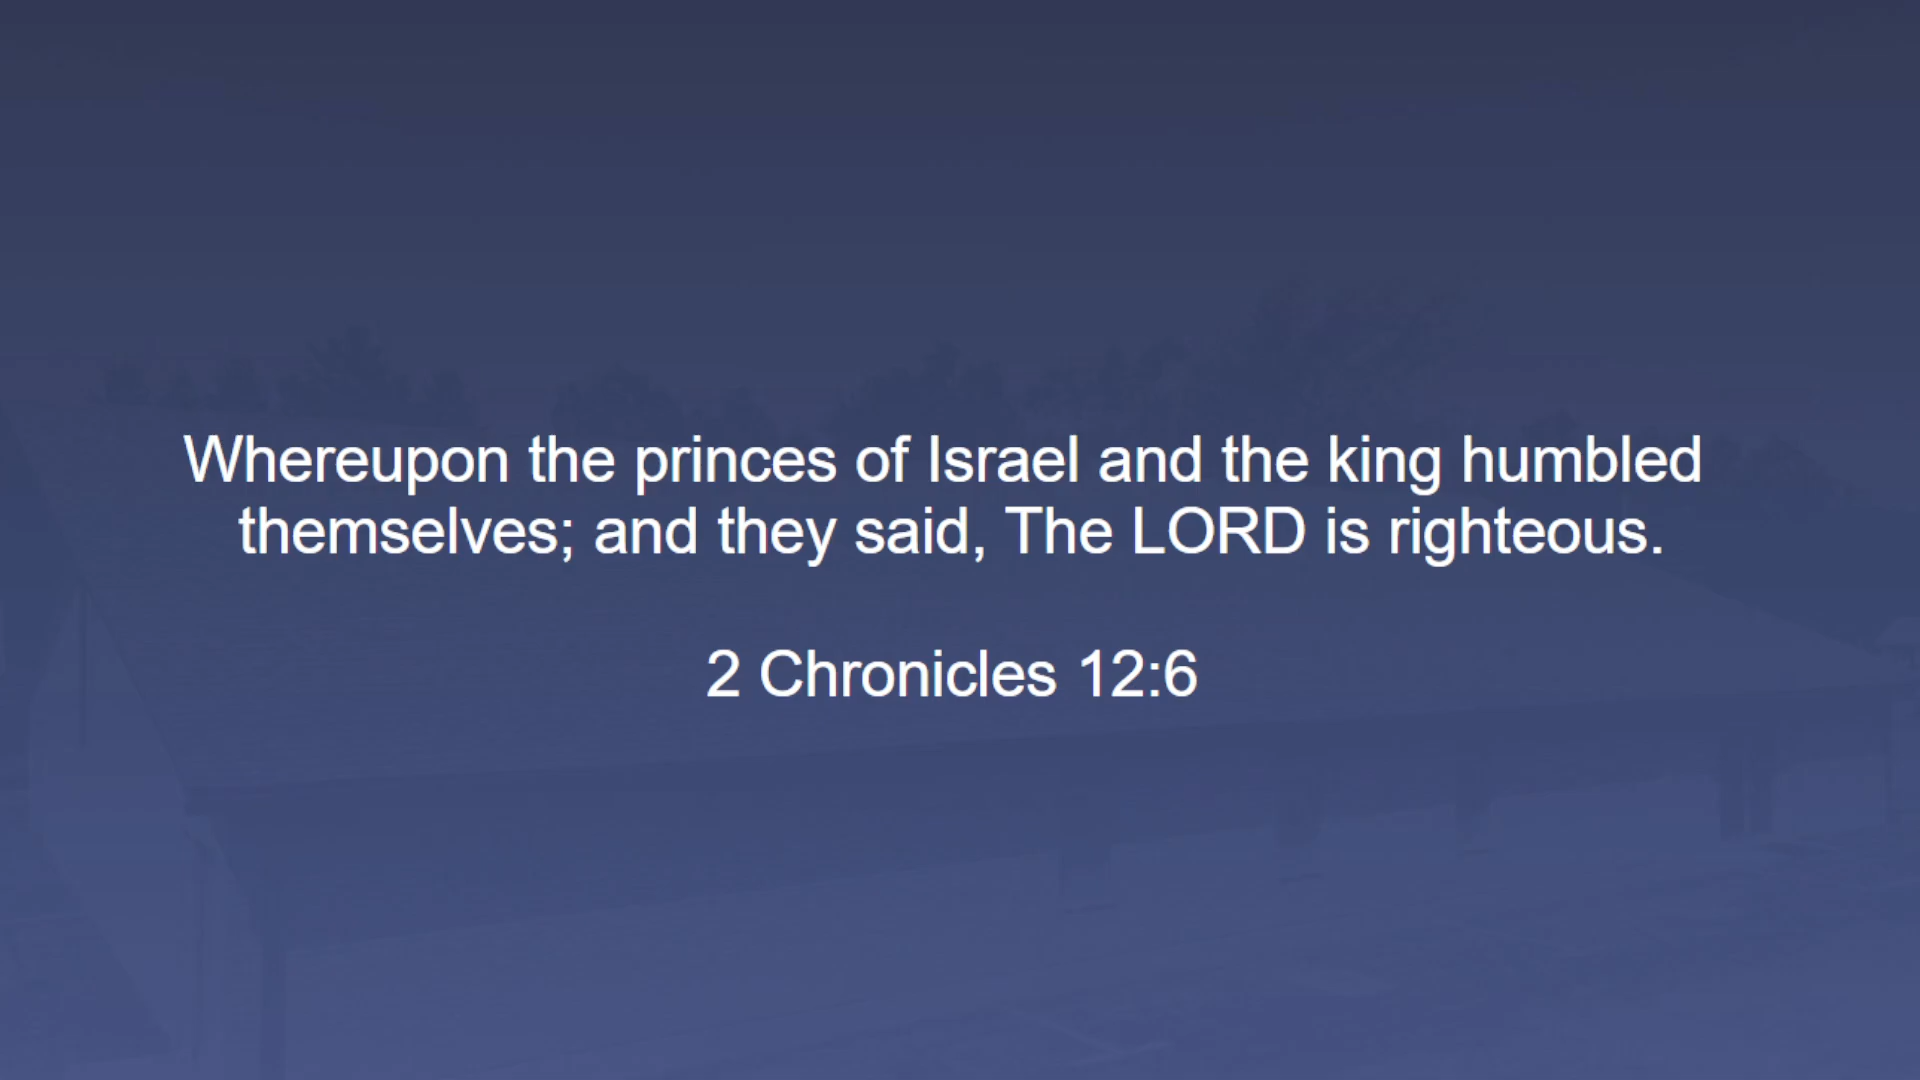 Whereupon the princes of Israel and the king humbled
themselves; and they said, The LORD is righteous.
2 Chronicles 12:6